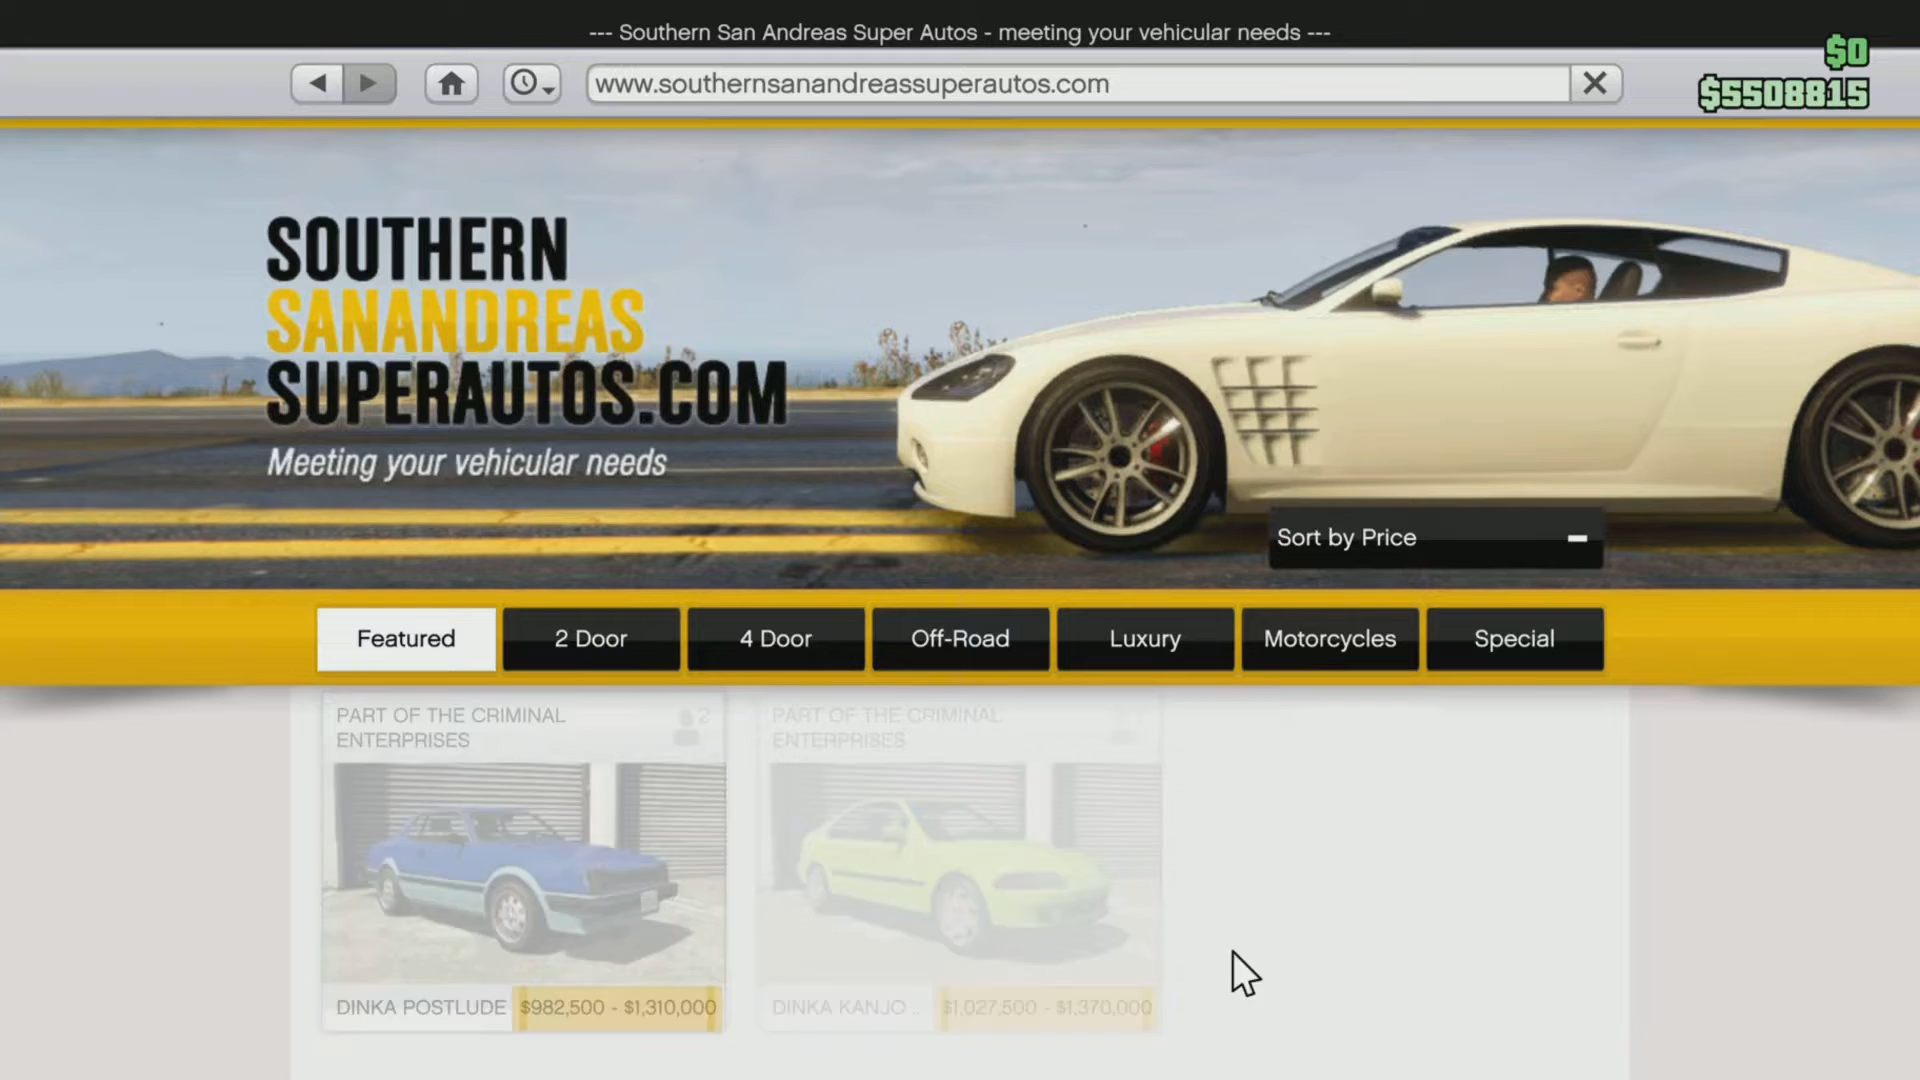 --- Southern San Andreas Super Autos - meeting your vehicular needs ---
$0
www.southernsanandreassuperautos.com
$5508815
SOUTHERN
SANANDREAS
SUPERAUTOS.COM
Meeting your vehicular needs
Sort by Price
Featured
2 Door
4 Door
Off-Road
Luxury
Motorcycles
Special
PART OF THE CRIMINAL
ENTERPRISES
2
PART OF THE CRIMINAL
ENTERPRISES
DINKA POSTLUDE
$982,500 - $1,310,000
DINKA KANJO ..
$1,027,500 - $1,370,000